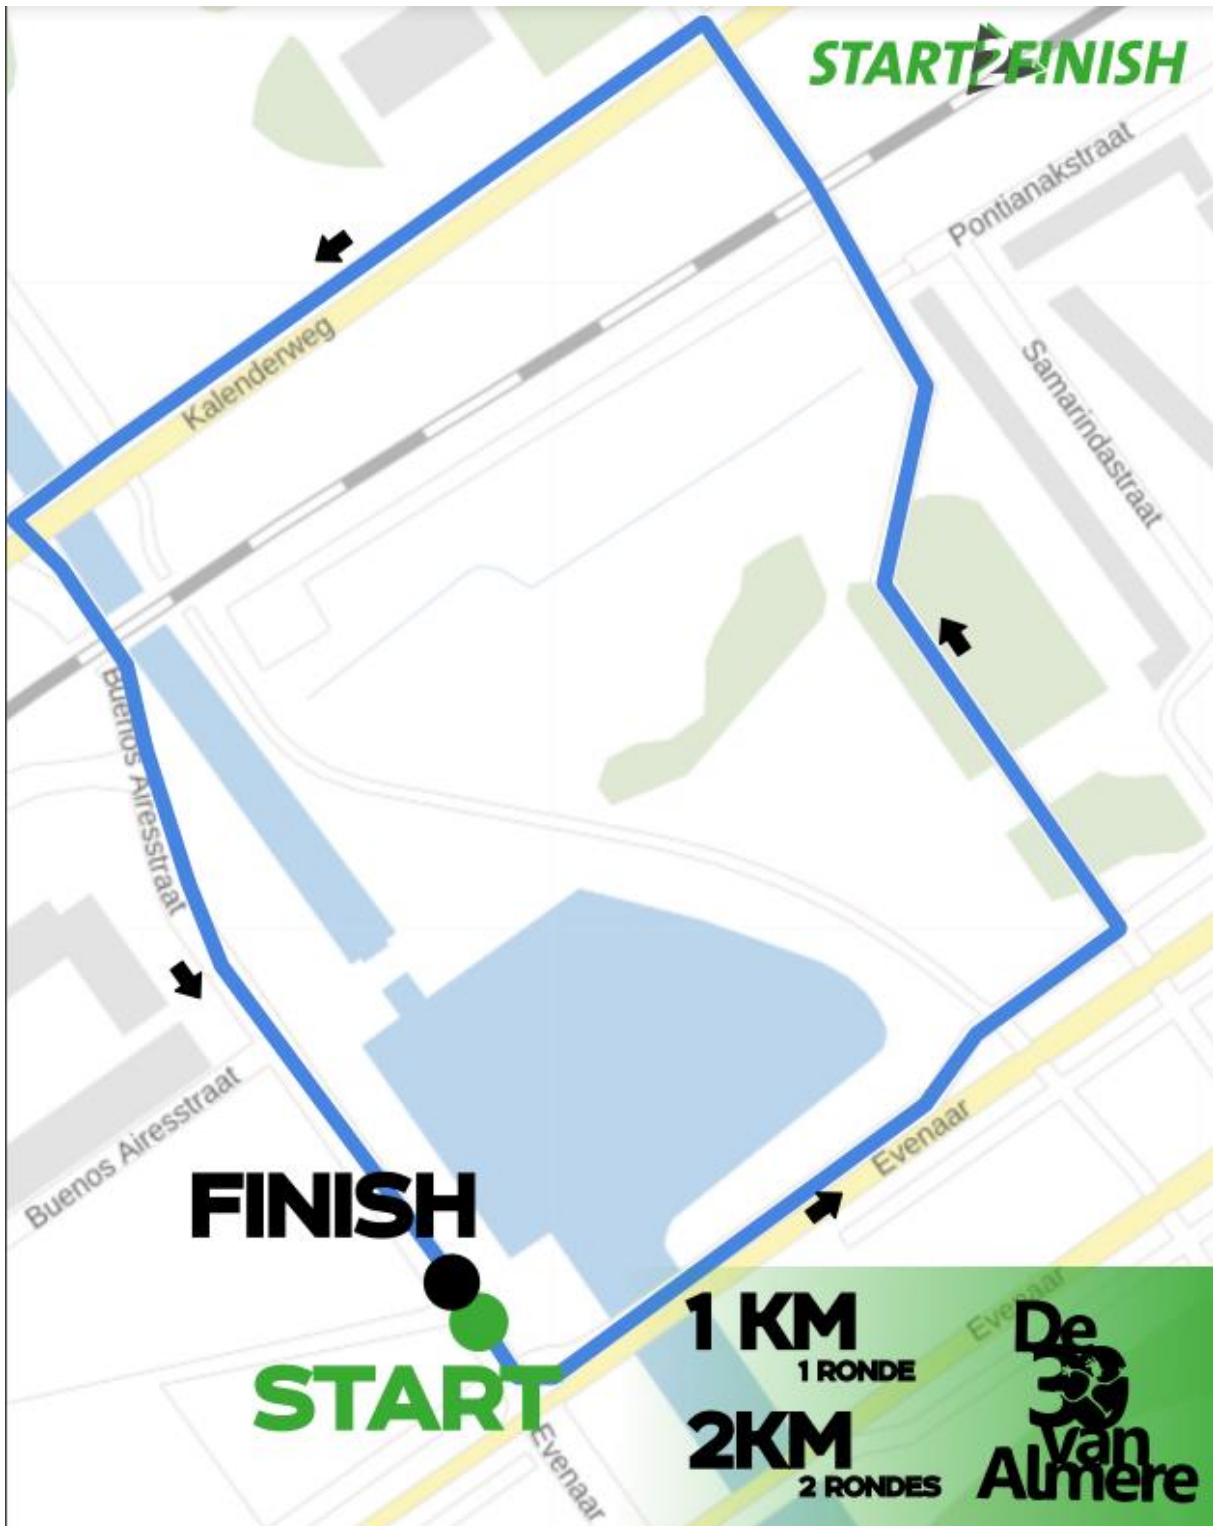 START2FINISH
Pontianakstraat
Kalenderweg
Samarindastraat
Buenos Airesstraat
Buenos Airesstraat
Evenaar
FINISH
START
Evenaar
Evenaar
1 KM
1 RONDE
2KM
2 RONDES
De
3
van
Almere